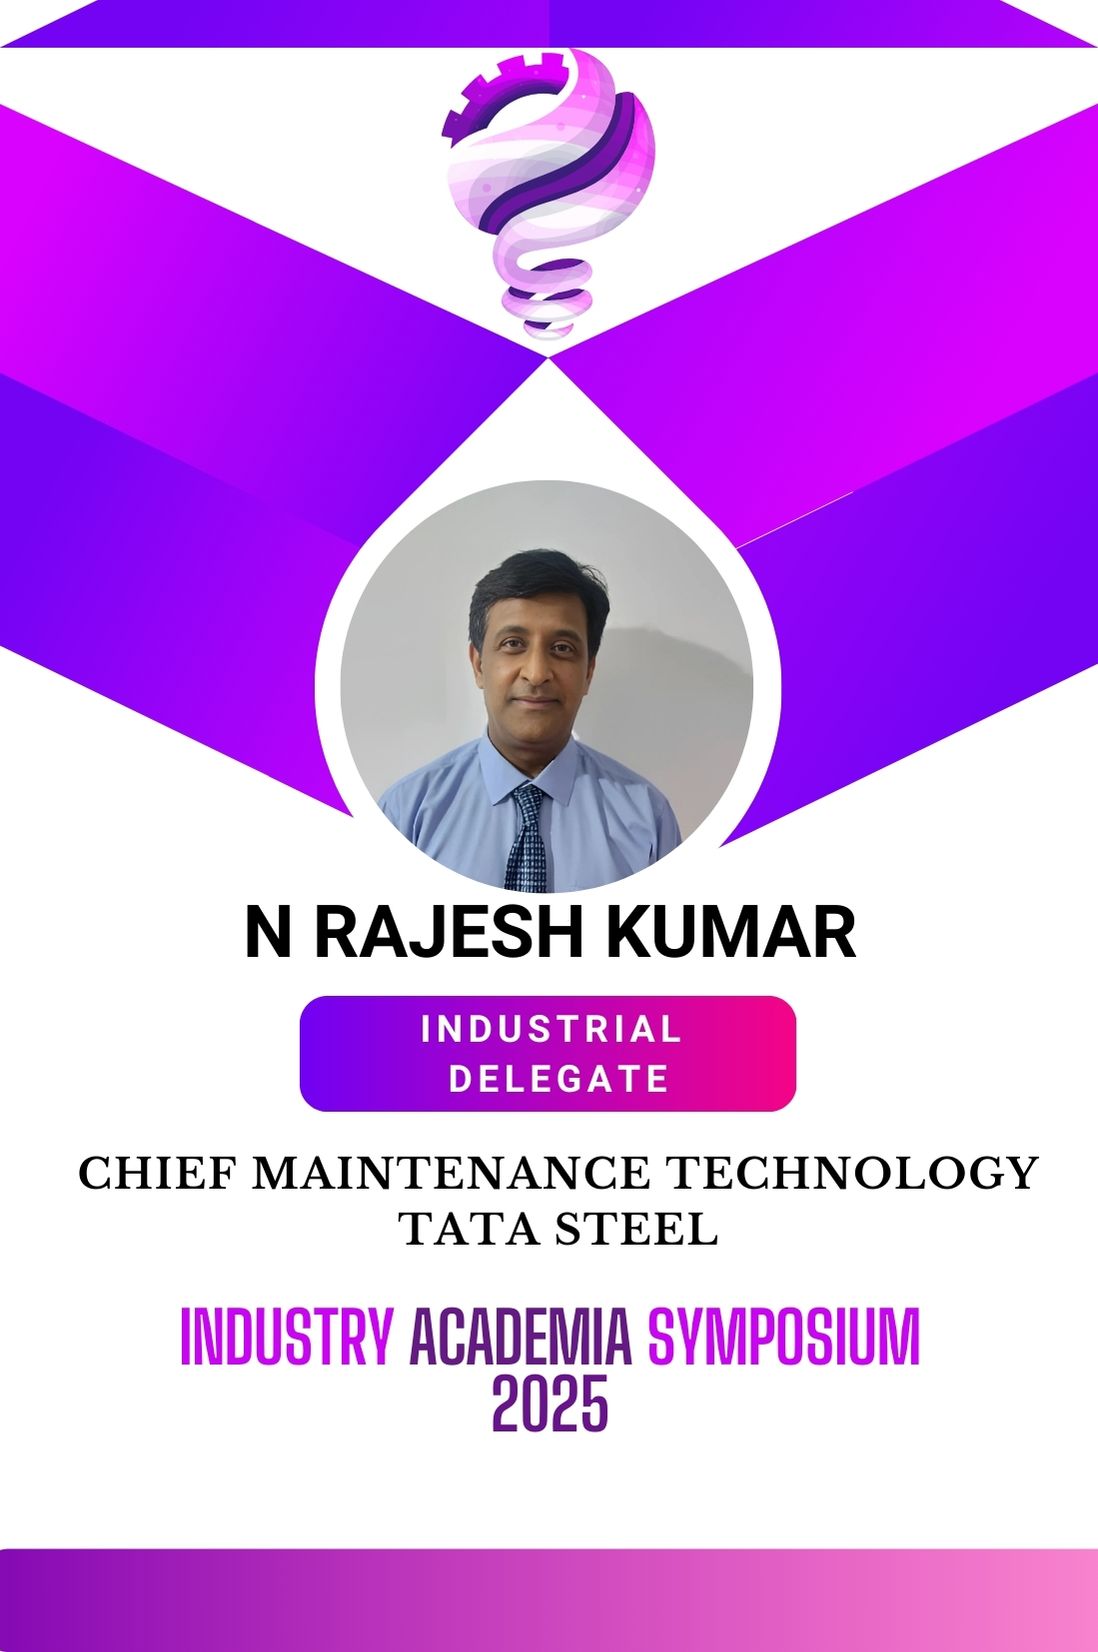 N RAJESH KUMAR
INDUSTRIAL
DELEGATE
CHIEF MAINTENANCE TECHNOLOGY
TATA STEEL
INDUSTRY ACADEMIA SYMPOSIUM
2025